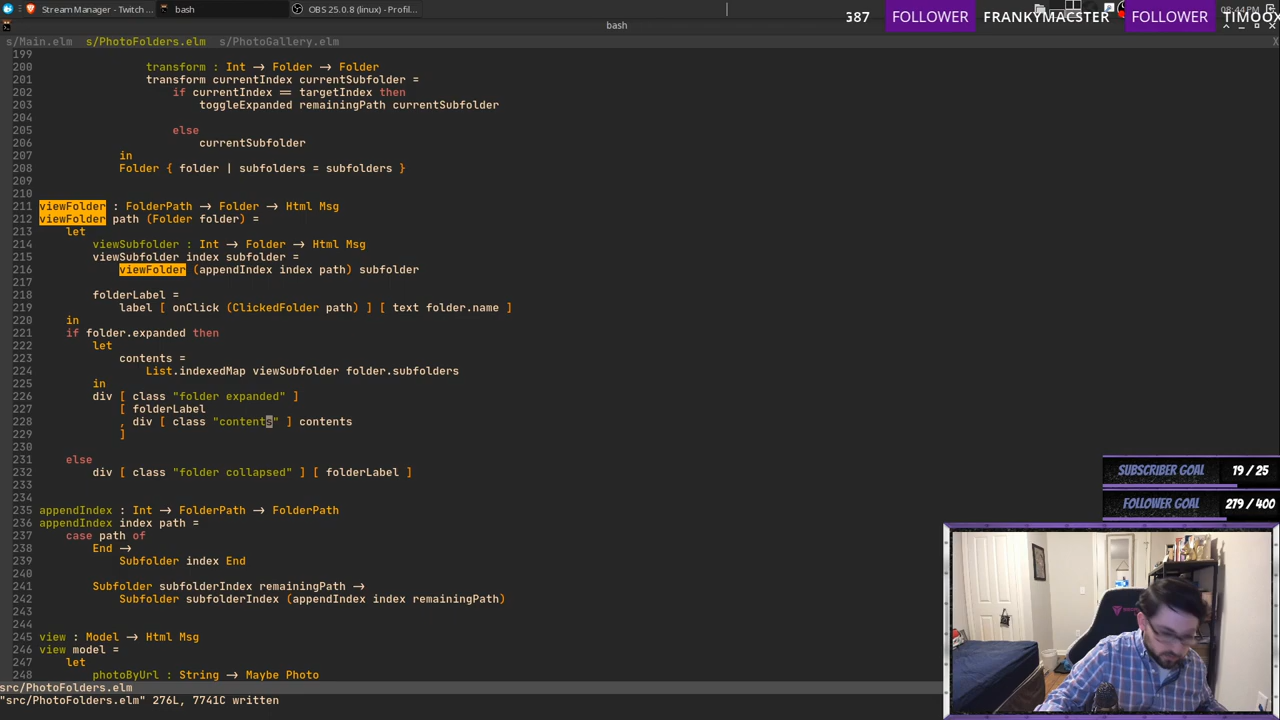 Stream Manager - Twitch ...
bash
OBS 25.0.8 (linux) - Profil...
08:44 PM
bash
387
FOLLOWER
FRANKYMACSTER
FOLLOWER
TIMOO
s/Main.elm s/PhotoFolders.elm s/PhotoGallery.elm
X
199
200 transform : Int → Folder → Folder
201 transform currentIndex currentSubfolder =
202 if currentIndex == targetIndex then
203 toggleExpanded remainingPath currentSubfolder
204
205 else
206 currentSubfolder
207 in
208 Folder { folder | subfolders = subfolders }
209
210
211 viewFolder : FolderPath → Folder → Html Msg
212 viewFolder path (Folder folder) =
213 let
214 viewSubfolder : Int → Folder → Html Msg
215 viewSubfolder index subfolder =
216 viewFolder (appendIndex index path) subfolder
217
218 folderLabel =
219 label [ onClick (ClickedFolder path) ] [ text folder.name ]
220 in
221 if folder.expanded then
222 let
223 contents =
224 List.indexedMap viewSubfolder folder.subfolders
225 in
226 div [ class "folder expanded" ]
227 [ folderLabel
228 , div [ class "contents" ] contents
229 ]
230
231 else
232 div [ class "folder collapsed" ] [ folderLabel ]
233
234
235 appendIndex : Int → FolderPath → FolderPath
236 appendIndex index path =
237 case path of
238 End →
239 Subfolder index End
240
241 Subfolder subfolderIndex remainingPath →
242 Subfolder subfolderIndex (appendIndex index remainingPath)
243
244
245 view : Model → Html Msg
246 view model =
247 let
248 photoByUrl : String → Maybe Photo
src/PhotoFolders.elm
"src/PhotoFolders.elm" 276L, 7741C written
SUBSCRIBER GOAL 19 / 25
FOLLOWER GOAL 279 / 400